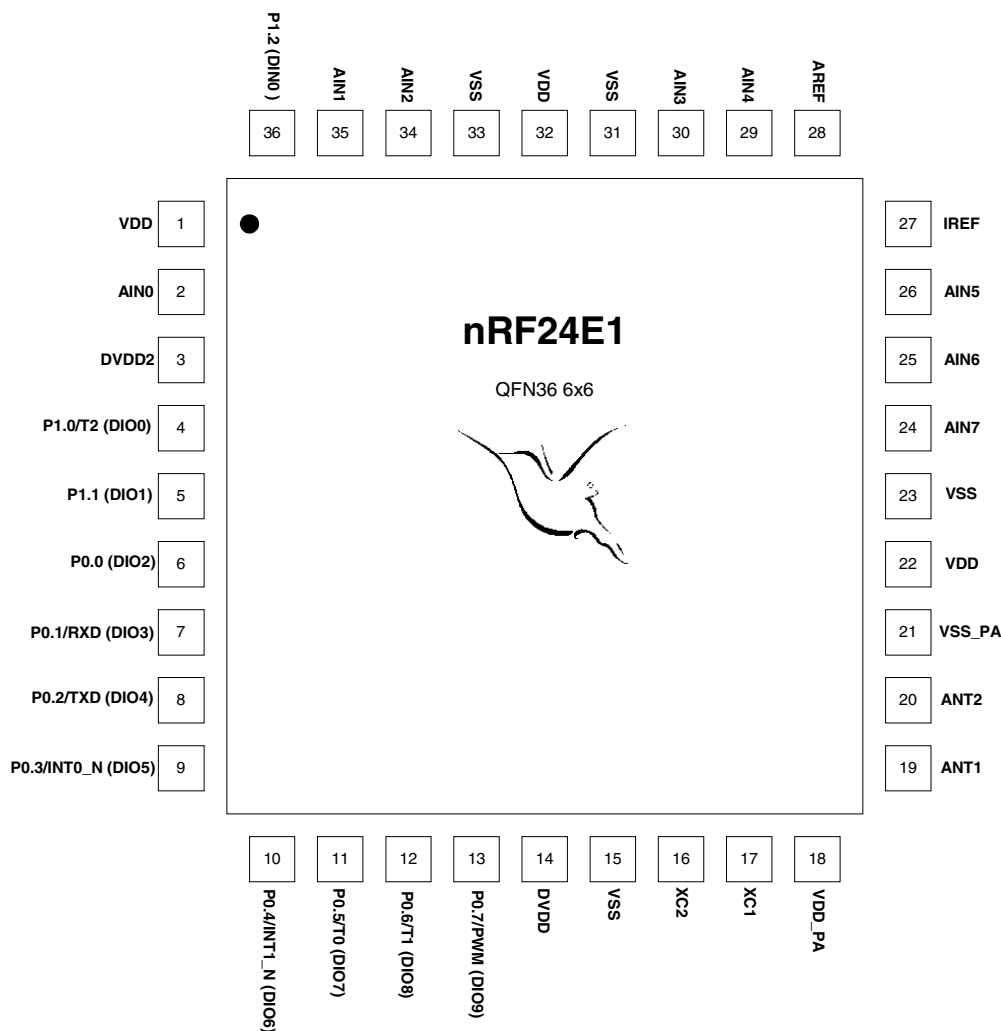 P1.2 (DIN0 )
AIN1
AIN2
VSS
VDD
VSS
AIN3
AIN4
AREF
36
35
34
33
32
31
30
29
28
VDD 1
27 IREF
AIN0 2
26 AIN5
DVDD2 3
25 AIN6
P1.0/T2 (DIO0) 4
24 AIN7
P1.1 (DIO1) 5
23 VSS
P0.0 (DIO2) 6
22 VDD
P0.1/RXD (DIO3) 7
21 VSS_PA
P0.2/TXD (DIO4) 8
20 ANT2
P0.3/INT0_N (DIO5) 9
19 ANT1
nRF24E1
QFN36 6x6
10
11
12
13
14
15
16
17
18
P0.4/INT1_N (DIO6)
P0.5/T0 (DIO7)
P0.6/T1 (DIO8)
P0.7/PWM (DIO9)
DVDD
VSS
XC2
XC1
VDD_PA